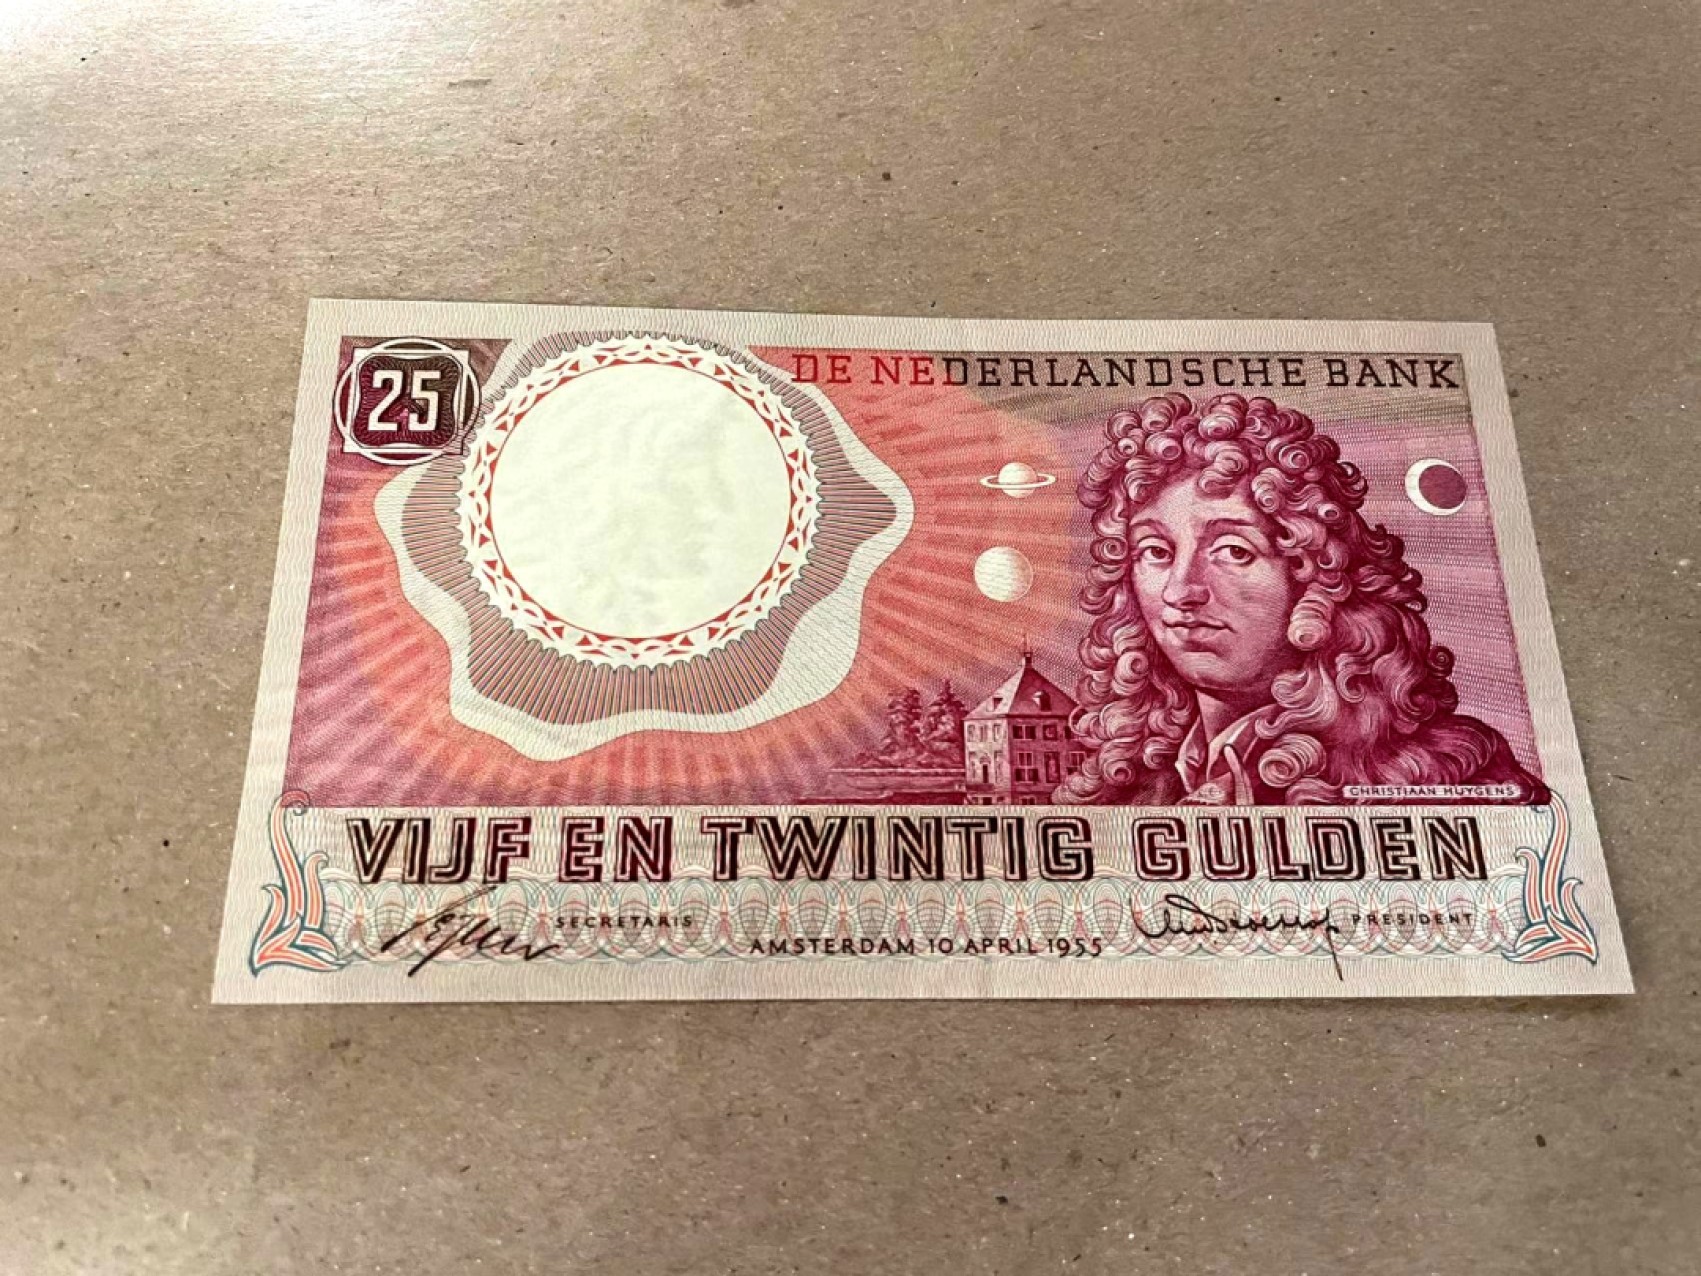 25
DE NEDERLANDSCHE BANK
CHRISTIAAN HUYGENS
VIJF EN TWINTIG GULDEN
SECRETARIS
PRESIDENT
AMSTERDAM 10 APRIL 1955